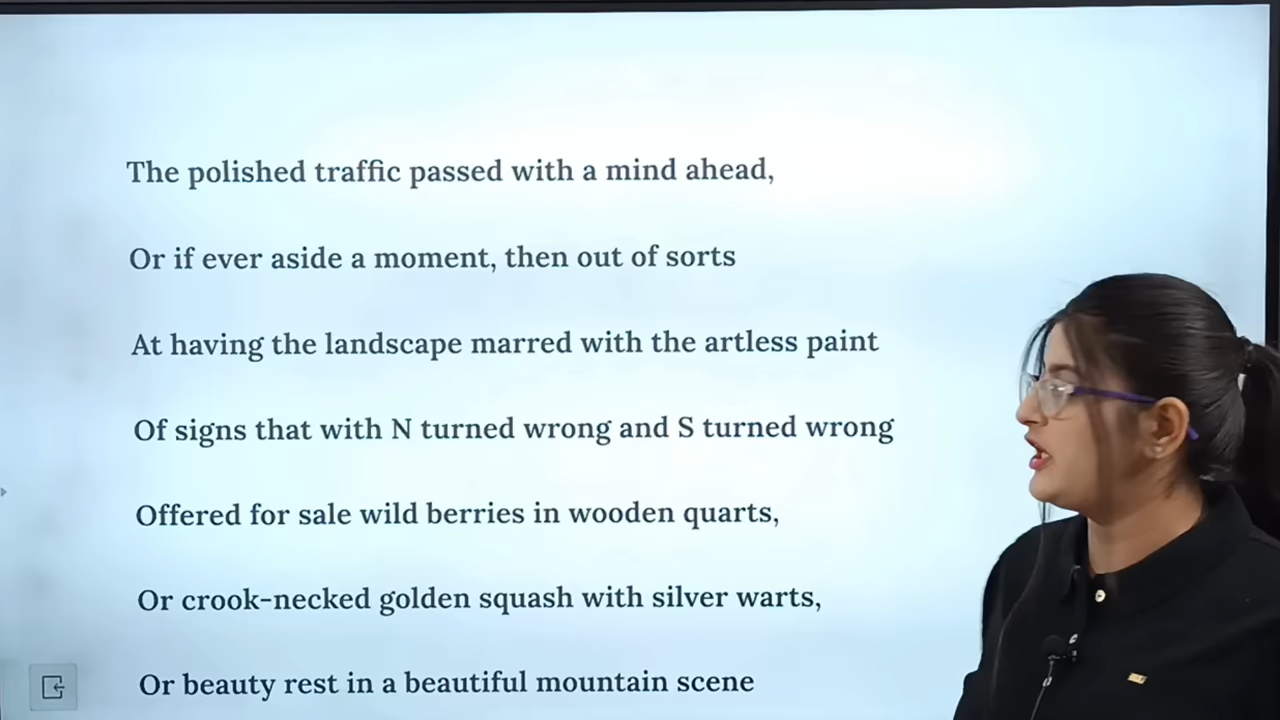 The polished traffic passed with a mind ahead,
Or if ever aside a moment, then out of sorts
At having the landscape marred with the artless paint
Of signs that with N turned wrong and S turned wrong
Offered for sale wild berries in wooden quarts,
Or crook-necked golden squash with silver warts,
Or beauty rest in a beautiful mountain scene